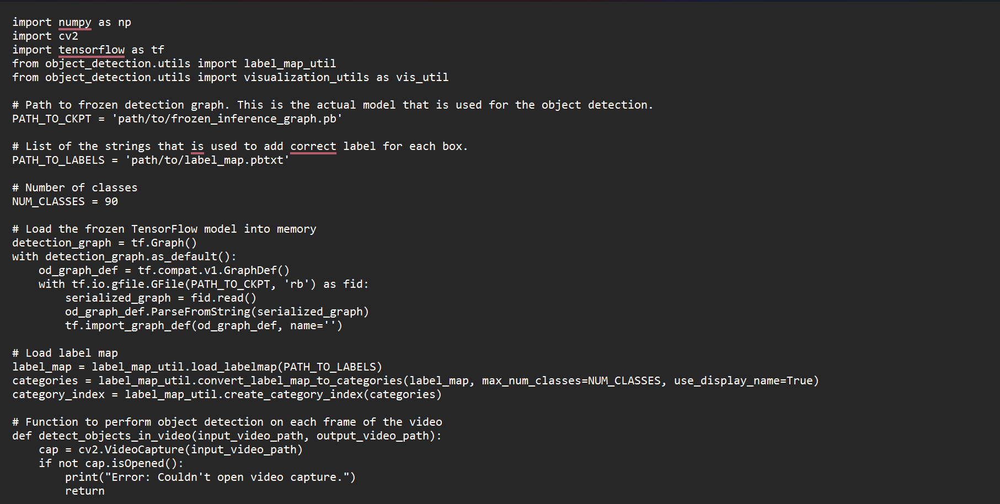 import numpy as np
import cv2
import tensorflow as tf
from object_detection.utils import label_map_util
from object_detection.utils import visualization_utils as vis_util

# Path to frozen detection graph. This is the actual model that is used for the object detection.
PATH_TO_CKPT = 'path/to/frozen_inference_graph.pb'

# List of the strings that is used to add correct label for each box.
PATH_TO_LABELS = 'path/to/label_map.pbtxt'

# Number of classes
NUM_CLASSES = 90

# Load the frozen TensorFlow model into memory
detection_graph = tf.Graph()
with detection_graph.as_default():
    od_graph_def = tf.compat.v1.GraphDef()
    with tf.io.gfile.GFile(PATH_TO_CKPT, 'rb') as fid:
        serialized_graph = fid.read()
        od_graph_def.ParseFromString(serialized_graph)
        tf.import_graph_def(od_graph_def, name='')

# Load label map
label_map = label_map_util.load_labelmap(PATH_TO_LABELS)
categories = label_map_util.convert_label_map_to_categories(label_map, max_num_classes=NUM_CLASSES, use_display_name=True)
category_index = label_map_util.create_category_index(categories)

# Function to perform object detection on each frame of the video
def detect_objects_in_video(input_video_path, output_video_path):
    cap = cv2.VideoCapture(input_video_path)
    if not cap.isOpened():
        print("Error: Couldn't open video capture.")
        return